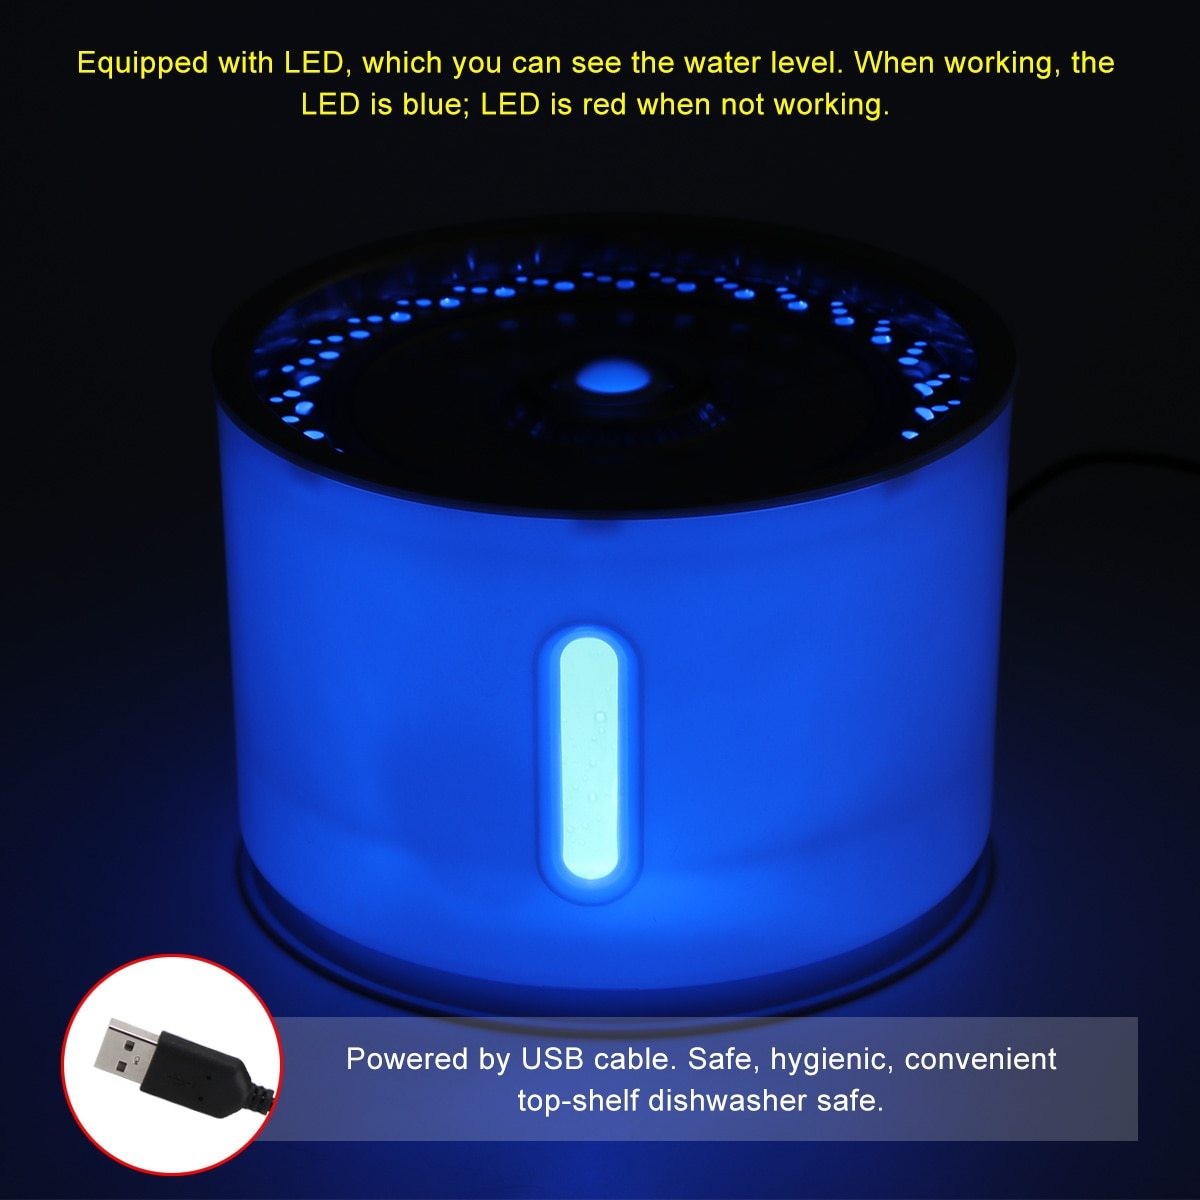 Equipped with LED, which you can see the water level. When working, the
LED is blue; LED is red when not working.
Powered by USB cable. Safe, hygienic, convenient
top-shelf dishwasher safe.